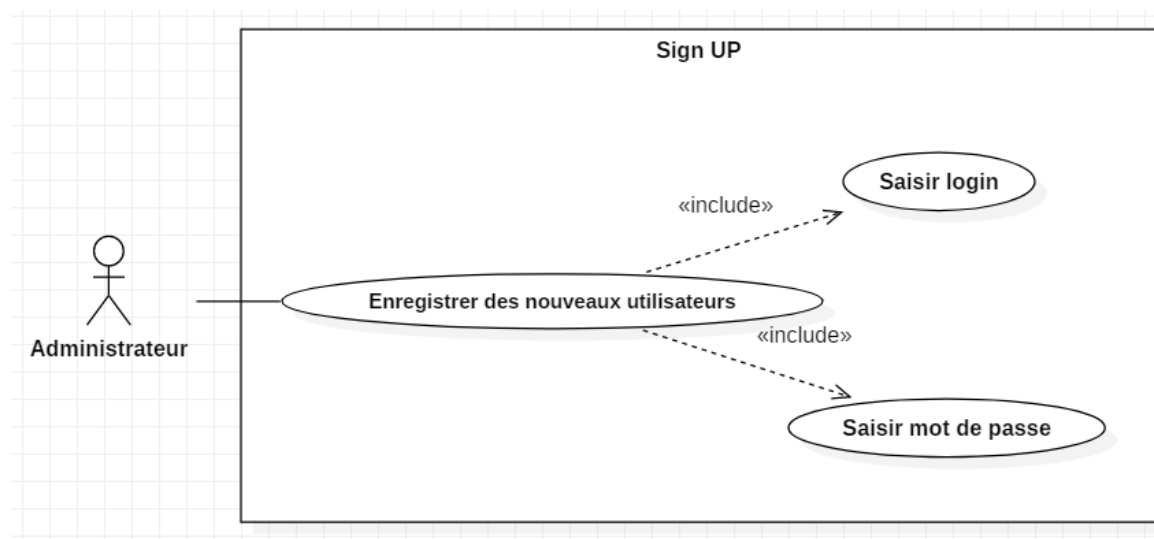 Sign UP
Saisir login
«include»
Enregistrer des nouveaux utilisateurs
«include»
Administrateur
Saisir mot de passe